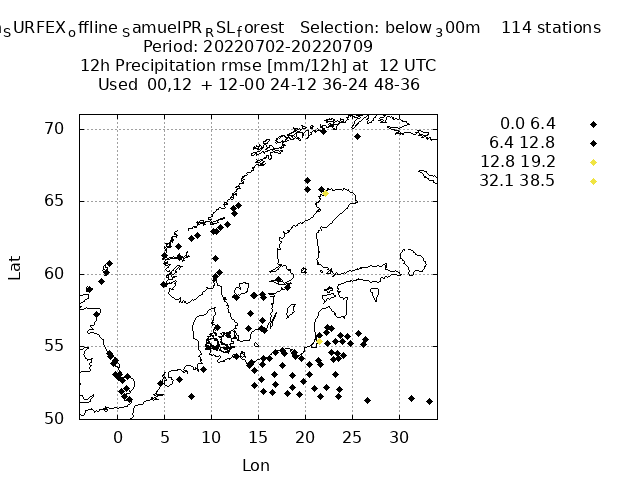 SURFEXoffline SamuelPR RSLforest Selection: below 300m 114 stations
Period: 20220702-20220709
12h Precipitation rmse [mm/12h] at 12 UTC
Used 00,12 + 12-00 24-12 36-24 48-36
0.0 6.4
6.4 12.8
12.8 19.2
32.1 38.5
70
65
60
55
50
Lat
0 5 10 15 20 25 30
Lon